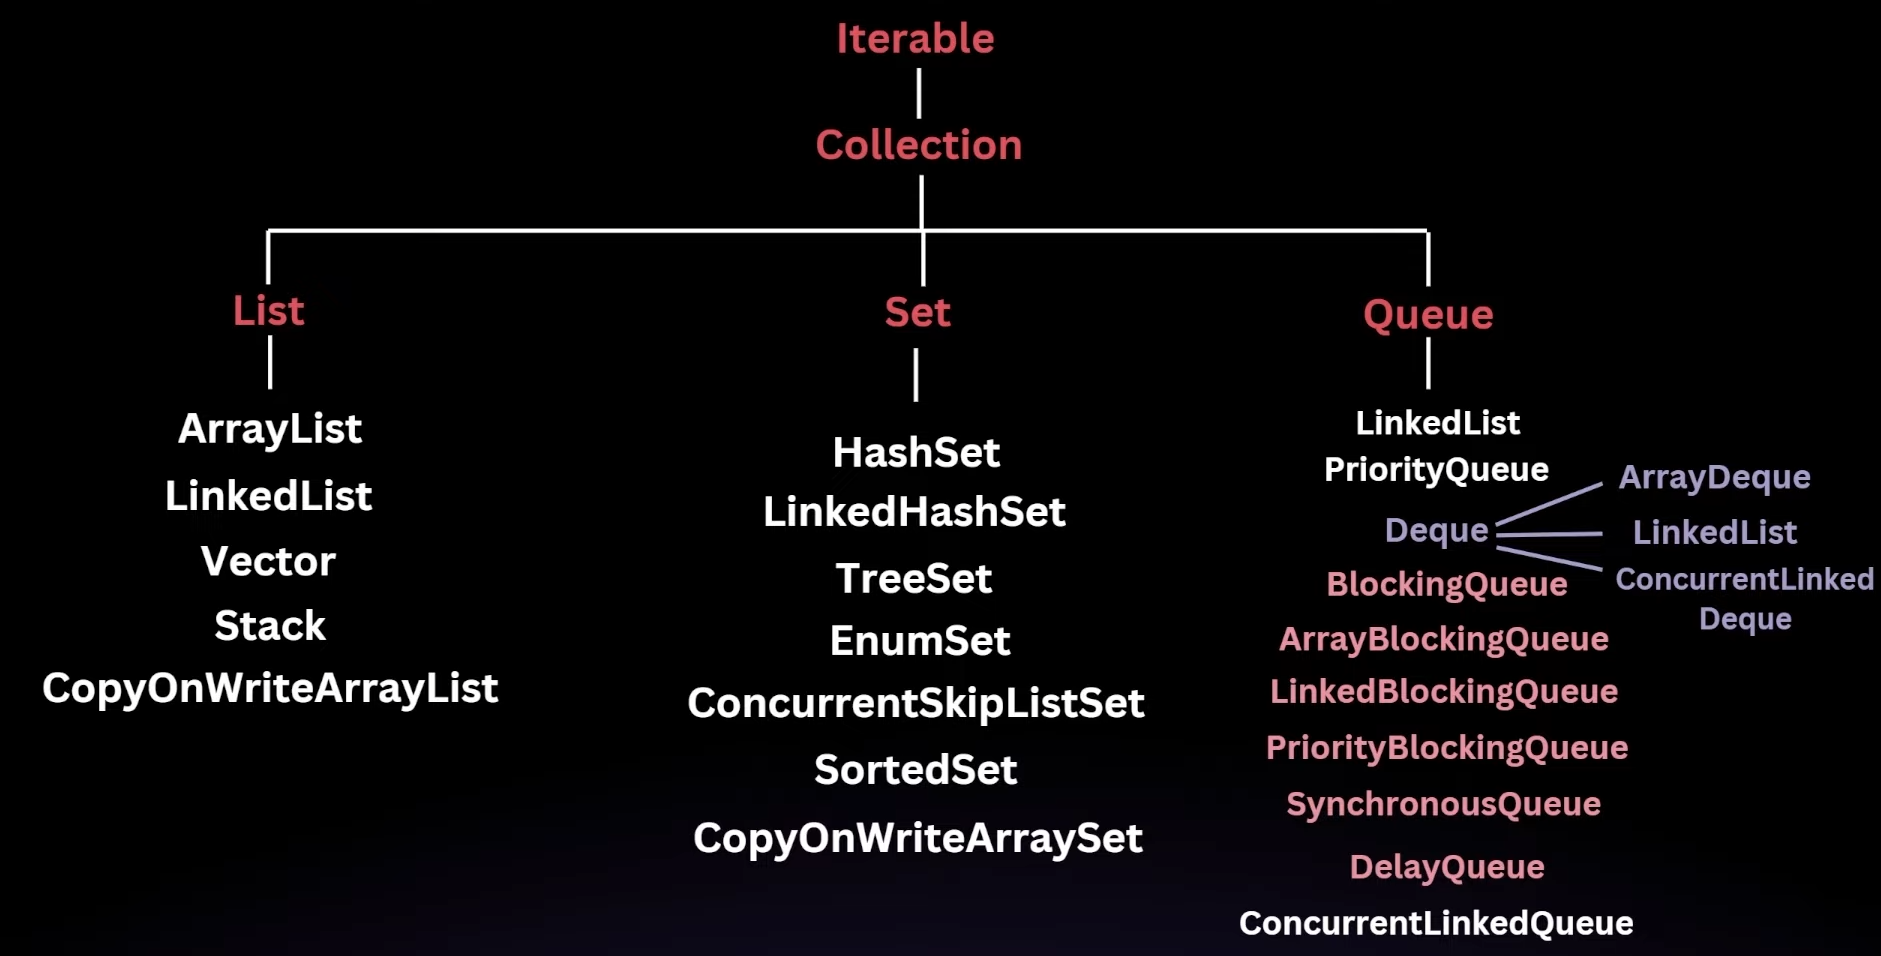 Iterable
Collection
List
Set
Queue
ArrayList
LinkedList
Vector
Stack
CopyOnWriteArrayList
HashSet
LinkedHashSet
TreeSet
EnumSet
ConcurrentSkipListSet
SortedSet
CopyOnWriteArraySet
LinkedList
PriorityQueue
Deque
ArrayDeque
LinkedList
ConcurrentLinked
Deque
BlockingQueue
ArrayBlockingQueue
LinkedBlockingQueue
PriorityBlockingQueue
SynchronousQueue
DelayQueue
ConcurrentLinkedQueue